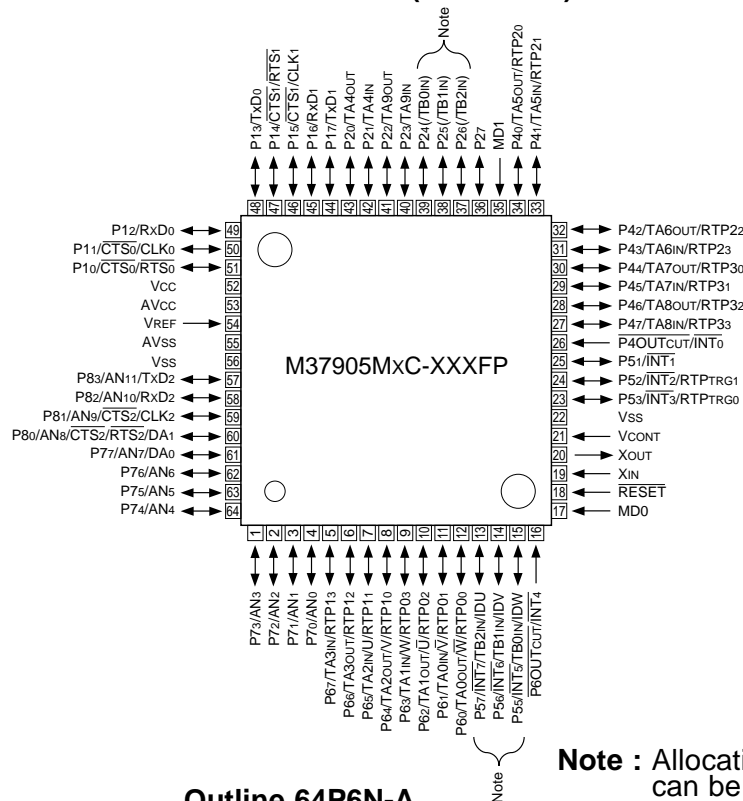 Note
P13/TxD0
P14/CTS1/RTS1
P15/CTS1/CLK1
P16/RxD1
P17/TxD1
P20/TA4OUT
P21/TA4IN
P22/TA9OUT
P23/TA9IN
P24(/TB0IN)
P25(/TB1IN)
P26(/TB2IN)
P27
MD1
P40/TA5OUT/RTP20
P41/TA5IN/RTP21
48 47 46 45 44 43 42 41 40 39 38 37 36 35 34 33
P12/RxD0 49
P11/CTS0/CLK0 50
P10/CTS0/RTS0 51
VCC 52
AVCC 53
VREF 54
AVSS 55
VSS 56
P83/AN11/TxD2 57
P82/AN10/RxD2 58
P81/AN9/CTS2/CLK2 59
P80/AN8/CTS2/RTS2/DA1 60
P77/AN7/DA0 61
P76/AN6 62
P75/AN5 63
P74/AN4 64
M37905MxC-XXXFP
32 P42/TA6OUT/RTP22
31 P43/TA6IN/RTP23
30 P44/TA7OUT/RTP30
29 P45/TA7IN/RTP31
28 P46/TA8OUT/RTP32
27 P47/TA8IN/RTP33
26 P4OUTCUT/INT0
25 P51/INT1
24 P52/INT2/RTPTRG1
23 P53/INT3/RTPTRG0
22 VSS
21 VCONT
20 XOUT
19 XIN
18 RESET
17 MD0
1 2 3 4 5 6 7 8 9 10 11 12 13 14 15 16
P73/AN3
P72/AN2
P71/AN1
P70/AN0
P67/TA3IN/RTP13
P66/TA3OUT/RTP12
P65/TA2IN/U/RTP11
P64/TA2OUT/V/RTP10
P63/TA1IN/W/RTP03
P62/TA1OUT/U/RTP02
P61/TA0IN/V/RTP01
P60/TA0OUT/W/RTP00
P57/INT7/TB2IN/IDU
P56/INT6/TB1IN/IDV
P55/INT5/TB0IN/IDW
P6OUTCUT/INT4
Note
Note : Allocati
can be
Outline 64P6N-A